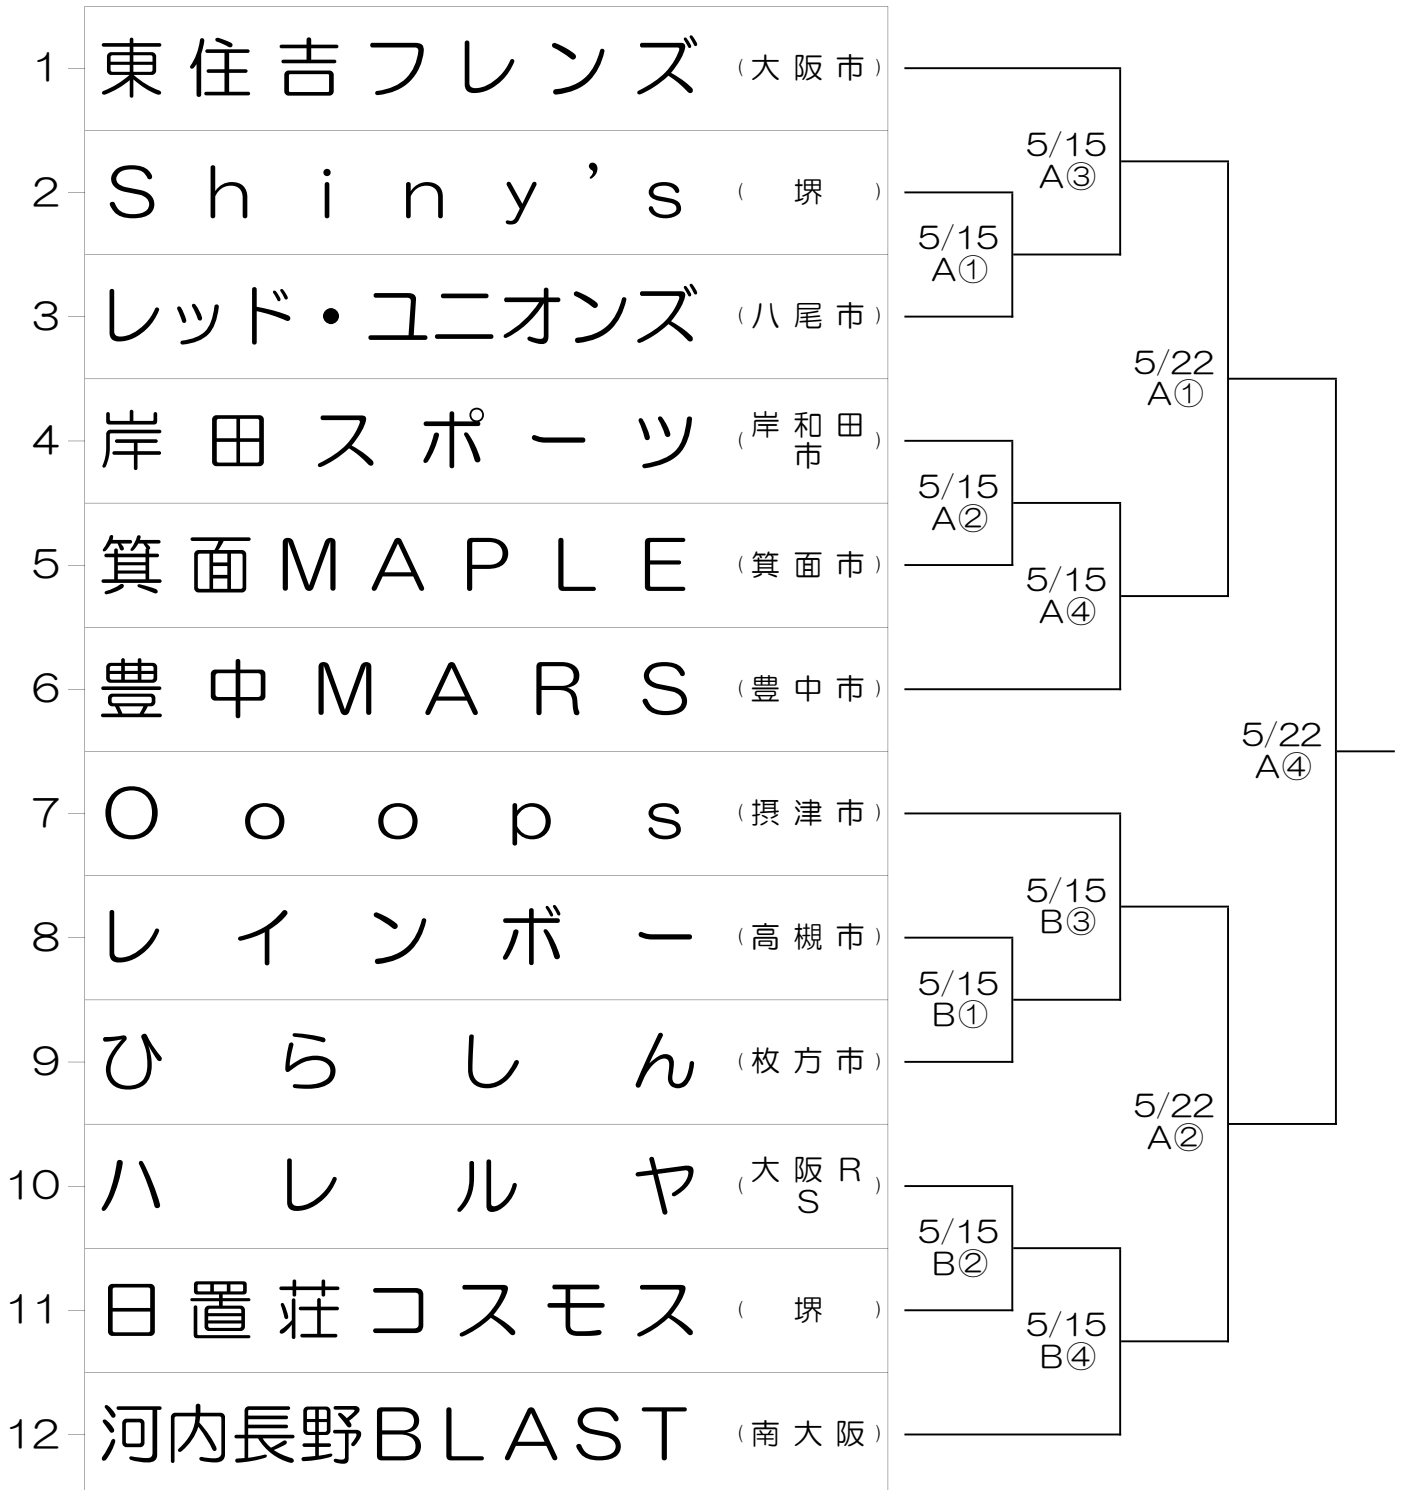 1 東住吉フレンズ (大阪市)
5/15
A③
2 Shiny’s (堺)
5/15
A①
3 レッド・ユニオンズ (八尾市)
5/22
A①
4 岸田スポーツ (岸和田
市)
5/15
A②
5 箕面MAPLE (箕面市)
5/15
A④
6 豊中MARS (豊中市)
5/22
A④
7 Ooops (摂津市)
5/15
B③
8 レインボー (高槻市)
5/15
B①
9 ひらしん (枚方市)
5/22
A②
10 ハレルヤ (大阪R
S)
5/15
B②
11 日置荘コスモス (堺)
5/15
B④
12 河内長野BLAST (南大阪)